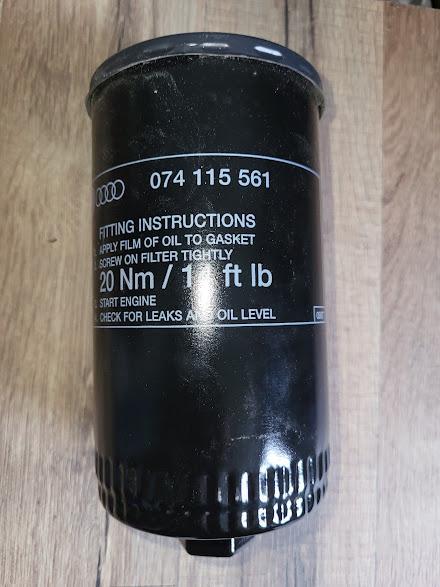 074 115 561
FITTING INSTRUCTIONS
APPLY FILM OF OIL TO GASKET
SCREW ON FILTER TIGHTLY
20 Nm / ft lb
START ENGINE
CHECK FOR LEAKS AND OIL LEVEL